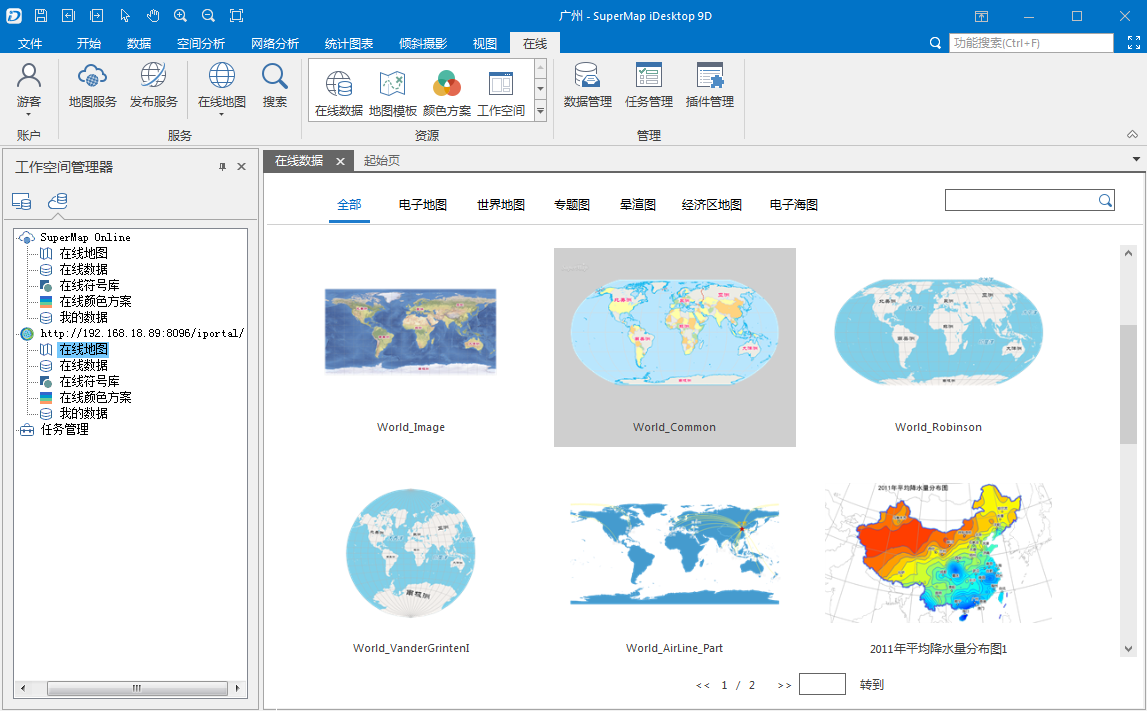 广州 - SuperMap iDesktop 9D
文件 开始 数据 空间分析 网络分析 统计图表 倾斜摄影 视图 在线 功能搜索(Ctrl+F)
游客 地图服务 发布服务 在线地图 搜索 在线数据 地图模板 颜色方案 工作空间 数据管理 任务管理 插件管理
账户 服务 资源 管理
工作空间管理器
在线数据 起始页
全部 电子地图 世界地图 专题图 晕渲图 经济区地图 电子海图
SuperMap Online
在线地图
在线数据
在线符号库
在线颜色方案
我的数据
http://192.168.18.89:8096/iportal/
在线地图
在线数据
在线符号库
在线颜色方案
我的数据
任务管理
World_Image World_Common World_Robinson
2011年平均降水量分布图
World_VanderGrintenI World_AirLine_Part 2011年平均降水量分布图1
<< 1 / 2 >> 转到